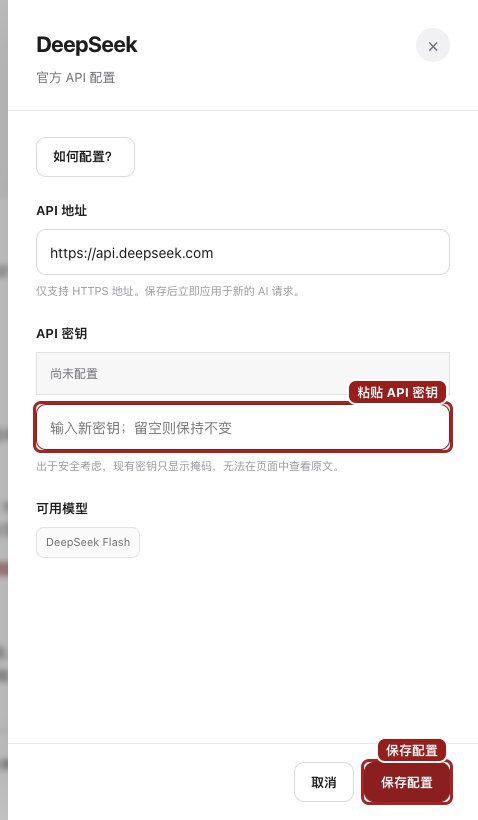 DeepSeek
官方 API 配置
如何配置？
API 地址
https://api.deepseek.com
仅支持 HTTPS 地址。保存后立即应用于新的 AI 请求。
API 密钥
尚未配置
粘贴 API 密钥
输入新密钥；留空则保持不变
出于安全考虑，现有密钥只显示掩码，无法在页面中查看原文。
可用模型
DeepSeek Flash
保存配置
取消
保存配置